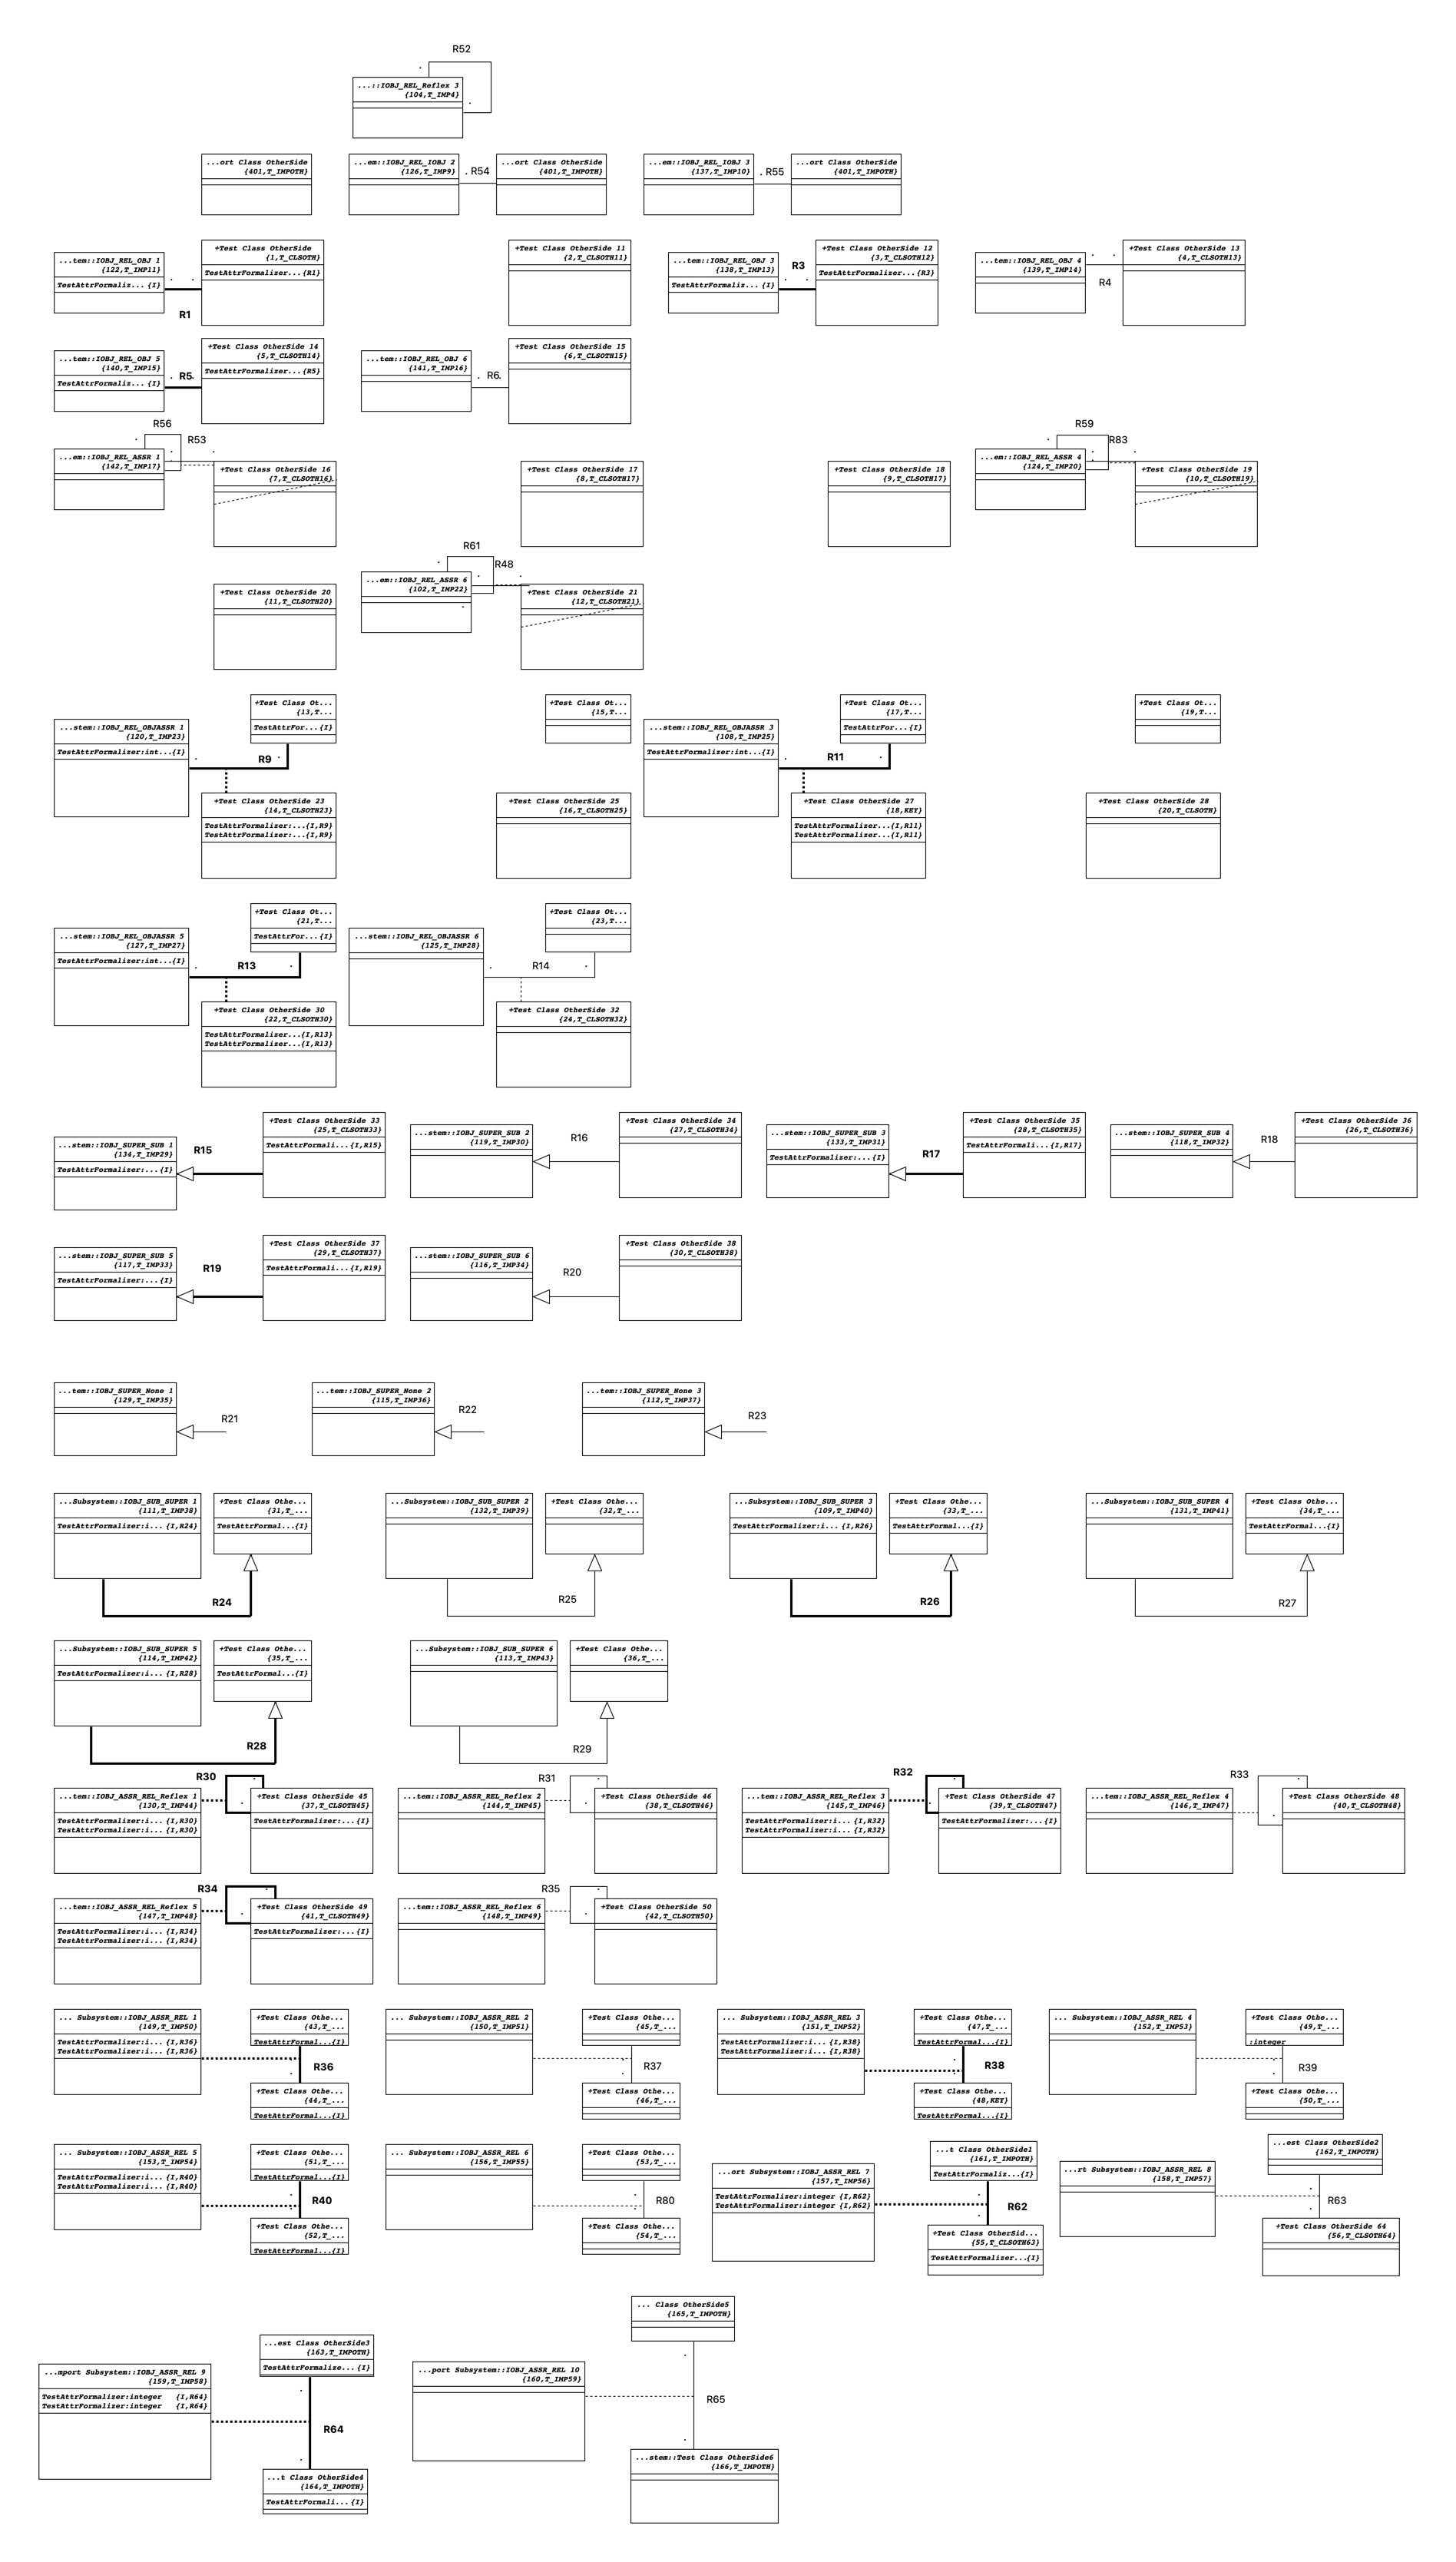 R52
...::IOBJ_REL_Reflex 3
{104,T_IMP4}
...ort Class OtherSide
{401,T_IMPOTH}
...em::IOBJ_REL_IOBJ 2
{126,T_IMP9}
R54
...ort Class OtherSide
{401,T_IMPOTH}
...em::IOBJ_REL_IOBJ 3
{137,T_IMP10}
R55
...ort Class OtherSide
{401,T_IMPOTH}
...tem::IOBJ_REL_OBJ 1
{122,T_IMP11}
TestAttrFormaliz... {I}
R1
+Test Class OtherSide
{1,T_CLSOTH}
TestAttrFormalizer... {R1}
+Test Class OtherSide 11
{2,T_CLSOTH11}
...tem::IOBJ_REL_OBJ 3
{138,T_IMP13}
TestAttrFormaliz... {I}
R3
+Test Class OtherSide 12
{3,T_CLSOTH12}
TestAttrFormalizer...{R3}
...tem::IOBJ_REL_OBJ 4
{139,T_IMP14}
R4
+Test Class OtherSide 13
{4,T_CLSOTH13}
...tem::IOBJ_REL_OBJ 5
{140,T_IMP15}
TestAttrFormaliz... {I}
R5
+Test Class OtherSide 14
{5,T_CLSOTH14}
TestAttrFormalizer...{R5}
...tem::IOBJ_REL_OBJ 6
{141,T_IMP16}
R6
+Test Class OtherSide 15
{6,T_CLSOTH15}
R56
R53
...em::IOBJ_REL_ASSR 1
{142,T_IMP17}
+Test Class OtherSide 16
{7,T_CLSOTH16}
+Test Class OtherSide 17
{8,T_CLSOTH17}
+Test Class OtherSide 18
{9,T_CLSOTH17}
R59
R83
...em::IOBJ_REL_ASSR 4
{124,T_IMP20}
+Test Class OtherSide 19
{10,T_CLSOTH19}
+Test Class OtherSide 20
{11,T_CLSOTH20}
R61
R48
...em::IOBJ_REL_ASSR 6
{102,T_IMP22}
+Test Class OtherSide 21
{12,T_CLSOTH21}
...stem::IOBJ_REL_OBJASSR 1
{120,T_IMP23}
TestAttrFormalizer:int...{I}
+Test Class Ot...
{13,T...
TestAttrFor...{I}
R9
+Test Class OtherSide 23
{14,T_CLSOTH23}
TestAttrFormalizer:...{I,R9}
TestAttrFormalizer:...{I,R9}
+Test Class Ot...
{15,T...
+Test Class OtherSide 25
{16,T_CLSOTH25}
...stem::IOBJ_REL_OBJASSR 3
{108,T_IMP25}
TestAttrFormalizer:int...{I}
+Test Class Ot...
{17,T...
TestAttrFor...{I}
R11
+Test Class OtherSide 27
{18,KEY}
TestAttrFormalizer...{I,R11}
TestAttrFormalizer...{I,R11}
+Test Class Ot...
{19,T...
+Test Class OtherSide 28
{20,T_CLSOTH}
...stem::IOBJ_REL_OBJASSR 5
{127,T_IMP27}
TestAttrFormalizer:int...{I}
+Test Class Ot...
{21,T...
TestAttrFor...{I}
R13
+Test Class OtherSide 30
{22,T_CLSOTH30}
TestAttrFormalizer...{I,R13}
TestAttrFormalizer...{I,R13}
...stem::IOBJ_REL_OBJASSR 6
{125,T_IMP28}
+Test Class Ot...
{23,T...
R14
+Test Class OtherSide 32
{24,T_CLSOTH32}
...stem::IOBJ_SUPER_SUB 1
{134,T_IMP29}
TestAttrFormalizer:...{I}
R15
+Test Class OtherSide 33
{25,T_CLSOTH33}
TestAttrFormali...{I,R15}
...stem::IOBJ_SUPER_SUB 2
{119,T_IMP30}
R16
+Test Class OtherSide 34
{27,T_CLSOTH34}
...stem::IOBJ_SUPER_SUB 3
{133,T_IMP31}
TestAttrFormalizer:...{I}
R17
+Test Class OtherSide 35
{28,T_CLSOTH35}
TestAttrFormali...{I,R17}
...stem::IOBJ_SUPER_SUB 4
{118,T_IMP32}
R18
+Test Class OtherSide 36
{26,T_CLSOTH36}
...stem::IOBJ_SUPER_SUB 5
{117,T_IMP33}
TestAttrFormalizer:...{I}
R19
+Test Class OtherSide 37
{29,T_CLSOTH37}
TestAttrFormali...{I,R19}
...stem::IOBJ_SUPER_SUB 6
{116,T_IMP34}
R20
+Test Class OtherSide 38
{30,T_CLSOTH38}
...tem::IOBJ_SUPER_None 1
{129,T_IMP35}
R21
...tem::IOBJ_SUPER_None 2
{115,T_IMP36}
R22
...tem::IOBJ_SUPER_None 3
{112,T_IMP37}
R23
...Subsystem::IOBJ_SUB_SUPER 1
{111,T_IMP38}
TestAttrFormalizer:i... {I,R24}
+Test Class Othe...
{31,T_...
TestAttrFormal...{I}
R24
...Subsystem::IOBJ_SUB_SUPER 2
{132,T_IMP39}
+Test Class Othe...
{32,T_...
R25
...Subsystem::IOBJ_SUB_SUPER 3
{109,T_IMP40}
TestAttrFormalizer:i... {I,R26}
+Test Class Othe...
{33,T_...
TestAttrFormal...{I}
R26
...Subsystem::IOBJ_SUB_SUPER 4
{131,T_IMP41}
+Test Class Othe...
{34,T_...
TestAttrFormal...{I}
R27
...Subsystem::IOBJ_SUB_SUPER 5
{114,T_IMP42}
TestAttrFormalizer:i... {I,R28}
+Test Class Othe...
{35,T_...
TestAttrFormal...{I}
R28
...Subsystem::IOBJ_SUB_SUPER 6
{113,T_IMP43}
+Test Class Othe...
{36,T_...
R29
...tem::IOBJ_ASSR_REL_Reflex 1
{130,T_IMP44}
TestAttrFormalizer:i... {I,R30}
TestAttrFormalizer:i... {I,R30}
R30
+Test Class OtherSide 45
{37,T_CLSOTH45}
TestAttrFormalizer:...{I}
...tem::IOBJ_ASSR_REL_Reflex 2
{144,T_IMP45}
R31
+Test Class OtherSide 46
{38,T_CLSOTH46}
...tem::IOBJ_ASSR_REL_Reflex 3
{145,T_IMP46}
TestAttrFormalizer:i... {I,R32}
TestAttrFormalizer:i... {I,R32}
R32
+Test Class OtherSide 47
{39,T_CLSOTH47}
TestAttrFormalizer:...{I}
...tem::IOBJ_ASSR_REL_Reflex 4
{146,T_IMP47}
R33
+Test Class OtherSide 48
{40,T_CLSOTH48}
...tem::IOBJ_ASSR_REL_Reflex 5
{147,T_IMP48}
TestAttrFormalizer:i... {I,R34}
TestAttrFormalizer:i... {I,R34}
R34
+Test Class OtherSide 49
{41,T_CLSOTH49}
TestAttrFormalizer:...{I}
...tem::IOBJ_ASSR_REL_Reflex 6
{148,T_IMP49}
R35
+Test Class OtherSide 50
{42,T_CLSOTH50}
... Subsystem::IOBJ_ASSR_REL 1
{149,T_IMP50}
TestAttrFormalizer:i... {I,R36}
TestAttrFormalizer:i... {I,R36}
+Test Class Othe...
{43,T_...
TestAttrFormal...{I}
R36
+Test Class Othe...
{44,T_...
TestAttrFormal...{I}
... Subsystem::IOBJ_ASSR_REL 2
{150,T_IMP51}
+Test Class Othe...
{45,T_...
R37
+Test Class Othe...
{46,T_...
... Subsystem::IOBJ_ASSR_REL 3
{151,T_IMP52}
TestAttrFormalizer:i... {I,R38}
TestAttrFormalizer:i... {I,R38}
+Test Class Othe...
{47,T_...
TestAttrFormal...{I}
R38
+Test Class Othe...
{48,KEY}
TestAttrFormal...{I}
... Subsystem::IOBJ_ASSR_REL 4
{152,T_IMP53}
+Test Class Othe...
{49,T_...
:integer
R39
+Test Class Othe...
{50,T_...
... Subsystem::IOBJ_ASSR_REL 5
{153,T_IMP54}
TestAttrFormalizer:i... {I,R40}
TestAttrFormalizer:i... {I,R40}
+Test Class Othe...
{51,T_...
TestAttrFormal...{I}
R40
+Test Class Othe...
{52,T_...
TestAttrFormal...{I}
... Subsystem::IOBJ_ASSR_REL 6
{156,T_IMP55}
+Test Class Othe...
{53,T_...
R80
+Test Class Othe...
{54,T_...
...ort Subsystem::IOBJ_ASSR_REL 7
{157,T_IMP56}
TestAttrFormalizer:integer {I,R62}
TestAttrFormalizer:integer {I,R62}
...t Class OtherSide1
{161,T_IMPOTH}
TestAttrFormaliz...{I}
R62
+Test Class OtherSid...
{55,T_CLSOTH63}
TestAttrFormalizer...{I}
...rt Subsystem::IOBJ_ASSR_REL 8
{158,T_IMP57}
...est Class OtherSide2
{162,T_IMPOTH}
R63
+Test Class OtherSide 64
{56,T_CLSOTH64}
...mport Subsystem::IOBJ_ASSR_REL 9
{159,T_IMP58}
TestAttrFormalizer:integer {I,R64}
TestAttrFormalizer:integer {I,R64}
...est Class OtherSide3
{163,T_IMPOTH}
TestAttrFormalize... {I}
R64
...t Class OtherSide4
{164,T_IMPOTH}
TestAttrFormali... {I}
...port Subsystem::IOBJ_ASSR_REL 10
{160,T_IMP59}
... Class OtherSide5
{165,T_IMPOTH}
R65
...stem::Test Class OtherSide6
{166,T_IMPOTH}